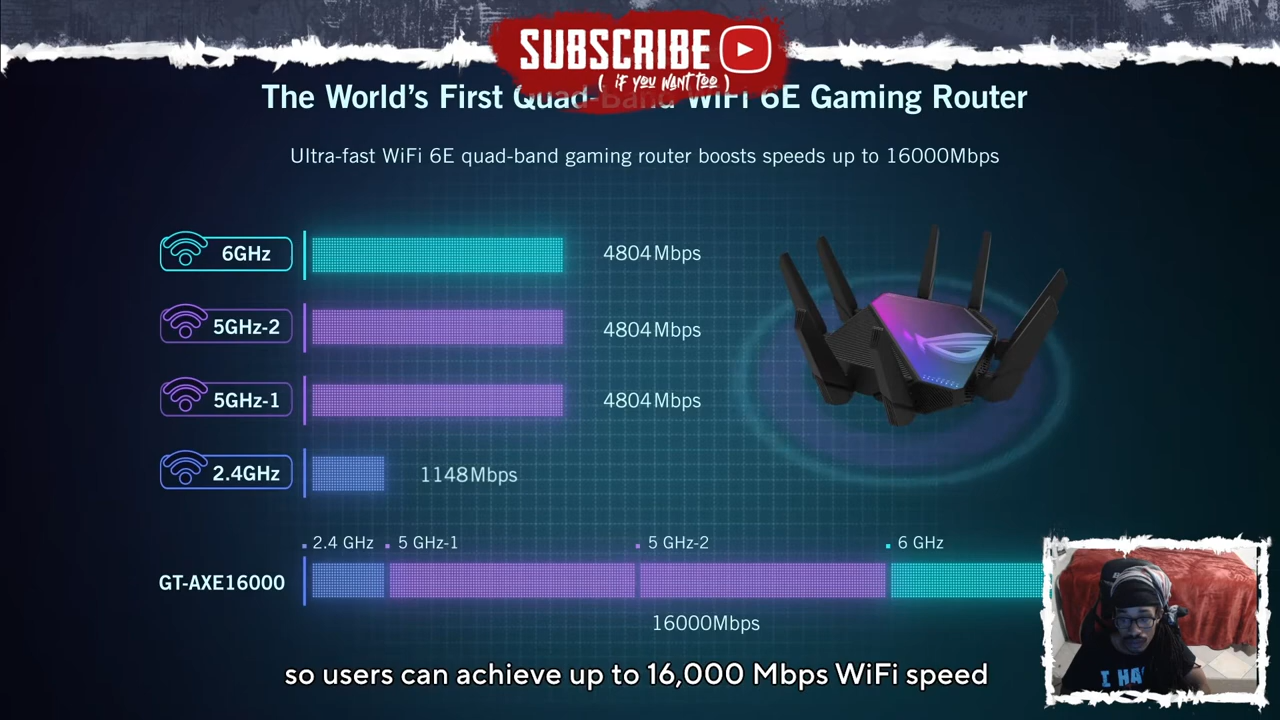 SUBSCRIBE
( if you want too )
The World's First Quad-Band WiFi 6E Gaming Router
Ultra-fast WiFi 6E quad-band gaming router boosts speeds up to 16000Mbps
6GHz 4804Mbps
5GHz-2 4804Mbps
5GHz-1 4804Mbps
2.4GHz 1148Mbps
2.4 GHz 5 GHz-1 5 GHz-2 6 GHz
GT-AXE16000
16000Mbps
so users can achieve up to 16,000 Mbps WiFi speed
I HA